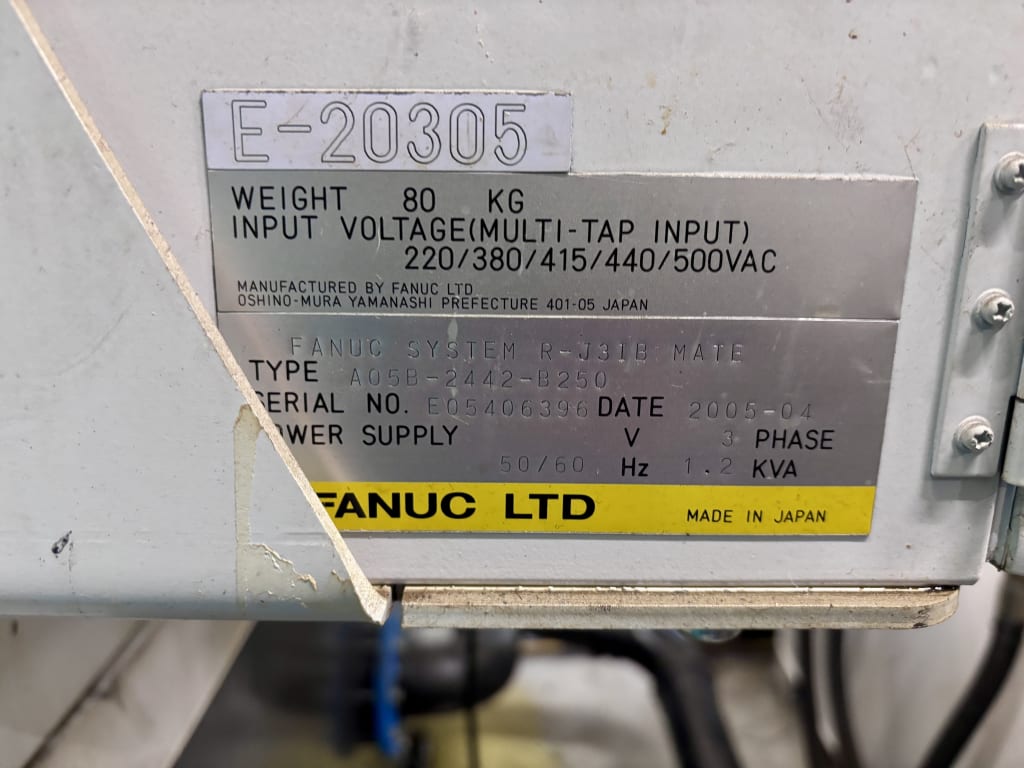 E-20305
WEIGHT 80 KG
INPUT VOLTAGE(MULTI-TAP INPUT)
220/380/415/440/500VAC
MANUFACTURED BY FANUC LTD
OSHINO-MURA YAMANASHI PREFECTURE 401-05 JAPAN
FANUC SYSTEM R-J3IB MATE
TYPE A05B-2442-B250
SERIAL NO. E05406396 DATE 2005-04
OWER SUPPLY V 3 PHASE
50/60 Hz 1.2 KVA
FANUC LTD MADE IN JAPAN